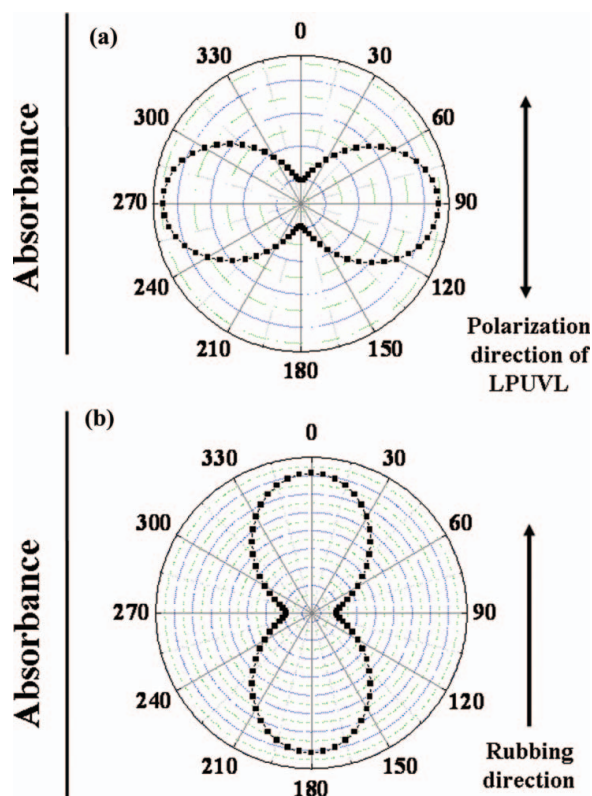 (a)
0
330
30
300
60
270
90
240
120
210
150
180
Absorbance
Polarization
direction of
LPUVL
(b)
0
330
30
300
60
270
90
240
120
210
150
180
Absorbance
Rubbing
direction